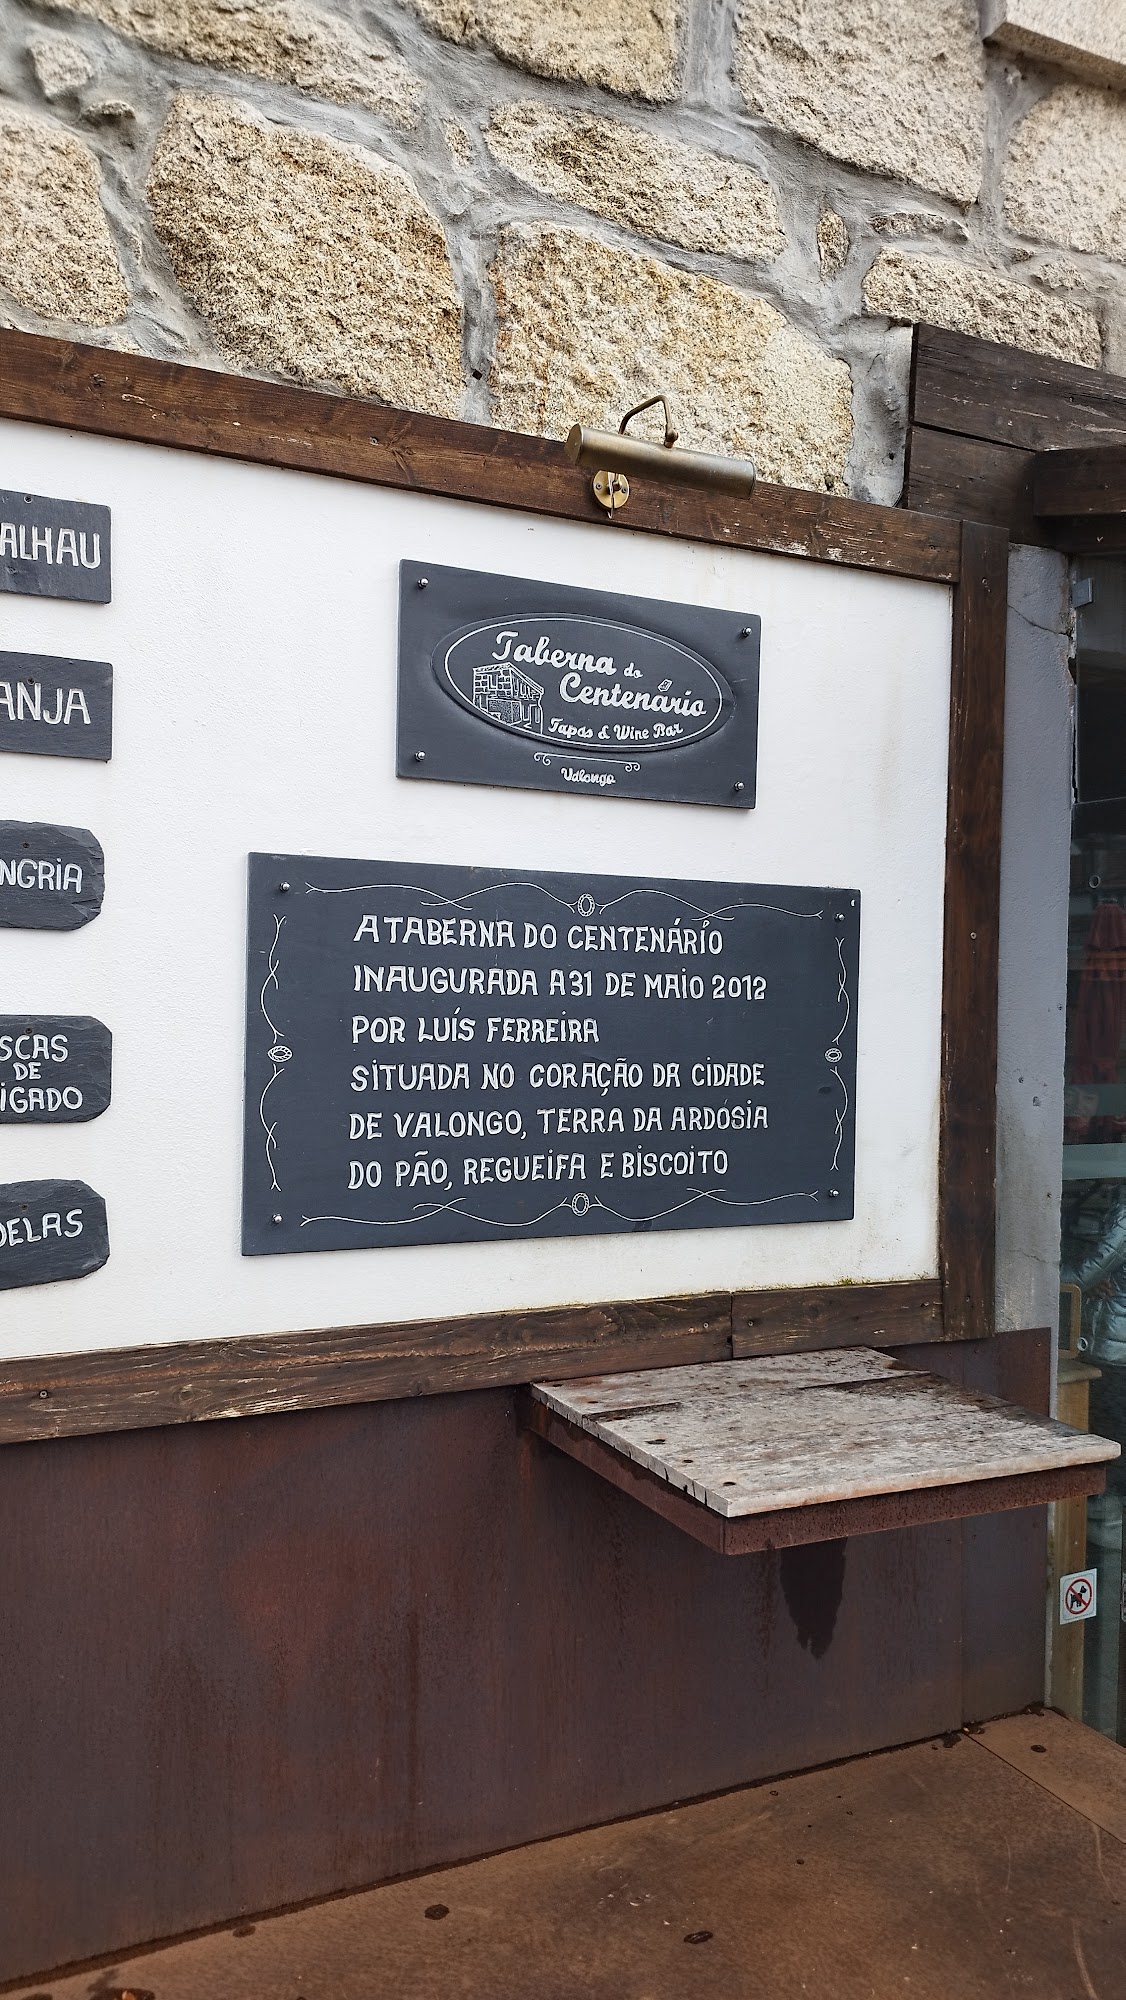 ALHAU
ANJA
NGRIA
SCAS
DE
IGADO
DELAS
Taberna do
Centenário
Tapas & Wine Bar
Valongo
A TABERNA DO CENTENÁRIO
INAUGURADA A 31 DE MAIO 2012
POR LUÍS FERREIRA
SITUADA NO CORAÇÃO DA CIDADE
DE VALONGO, TERRA DA ARDÓSIA
DO PÃO, REGUEIFA E BISCOITO